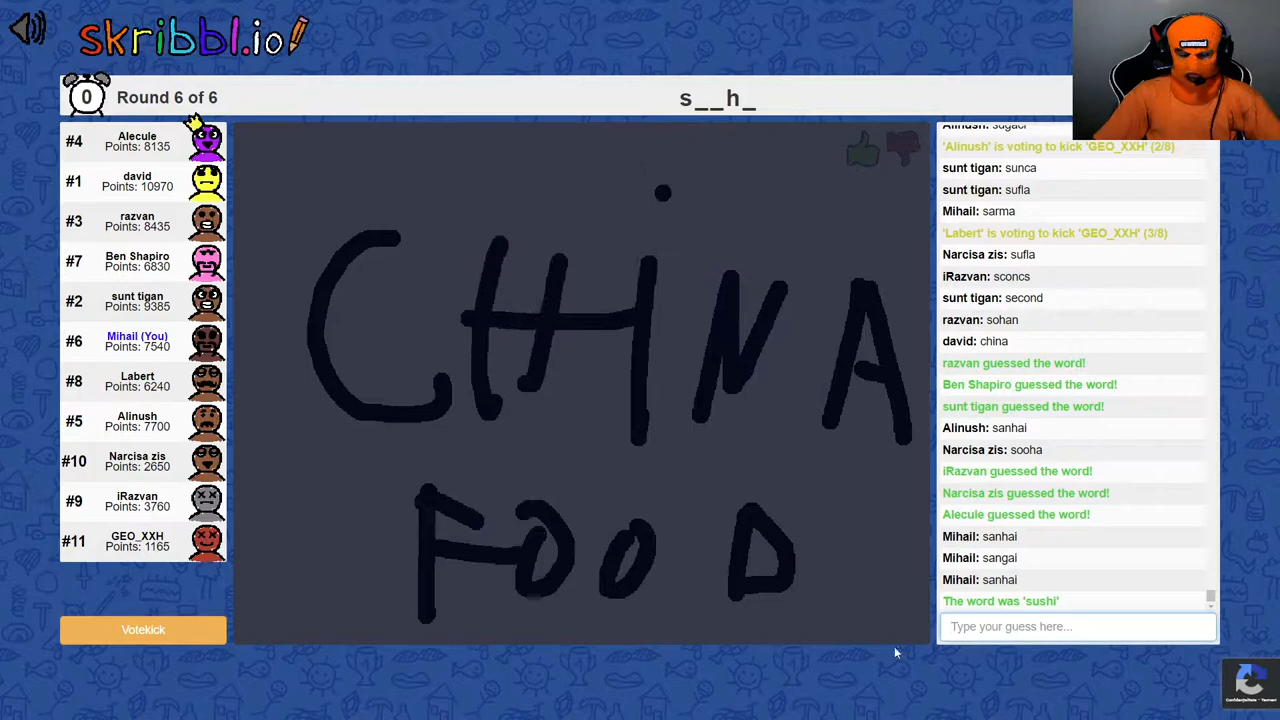 skribbl.io
0 Round 6 of 6 s__h_
#4 Alecule Points: 8135
#1 david Points: 10970
#3 razvan Points: 8435
#7 Ben Shapiro Points: 6830
#2 sunt tigan Points: 9385
#6 Mihail (You) Points: 7540
#8 Labert Points: 6240
#5 Alinush Points: 7700
#10 Narcisa zis Points: 2650
#9 iRazvan Points: 3760
#11 GEO_XXH Points: 1165
Votekick
CHINA
FOOD
Alinush: sugaci
'Alinush' is voting to kick 'GEO_XXH' (2/8)
sunt tigan: sunca
sunt tigan: sufla
Mihail: sarma
'Labert' is voting to kick 'GEO_XXH' (3/8)
Narcisa zis: sufla
iRazvan: sconcs
sunt tigan: second
razvan: sohan
david: china
razvan guessed the word!
Ben Shapiro guessed the word!
sunt tigan guessed the word!
Alinush: sanhai
Narcisa zis: sooha
iRazvan guessed the word!
Narcisa zis guessed the word!
Alecule guessed the word!
Mihail: sanhai
Mihail: sangai
Mihail: sanhai
The word was 'sushi'
Type your guess here...